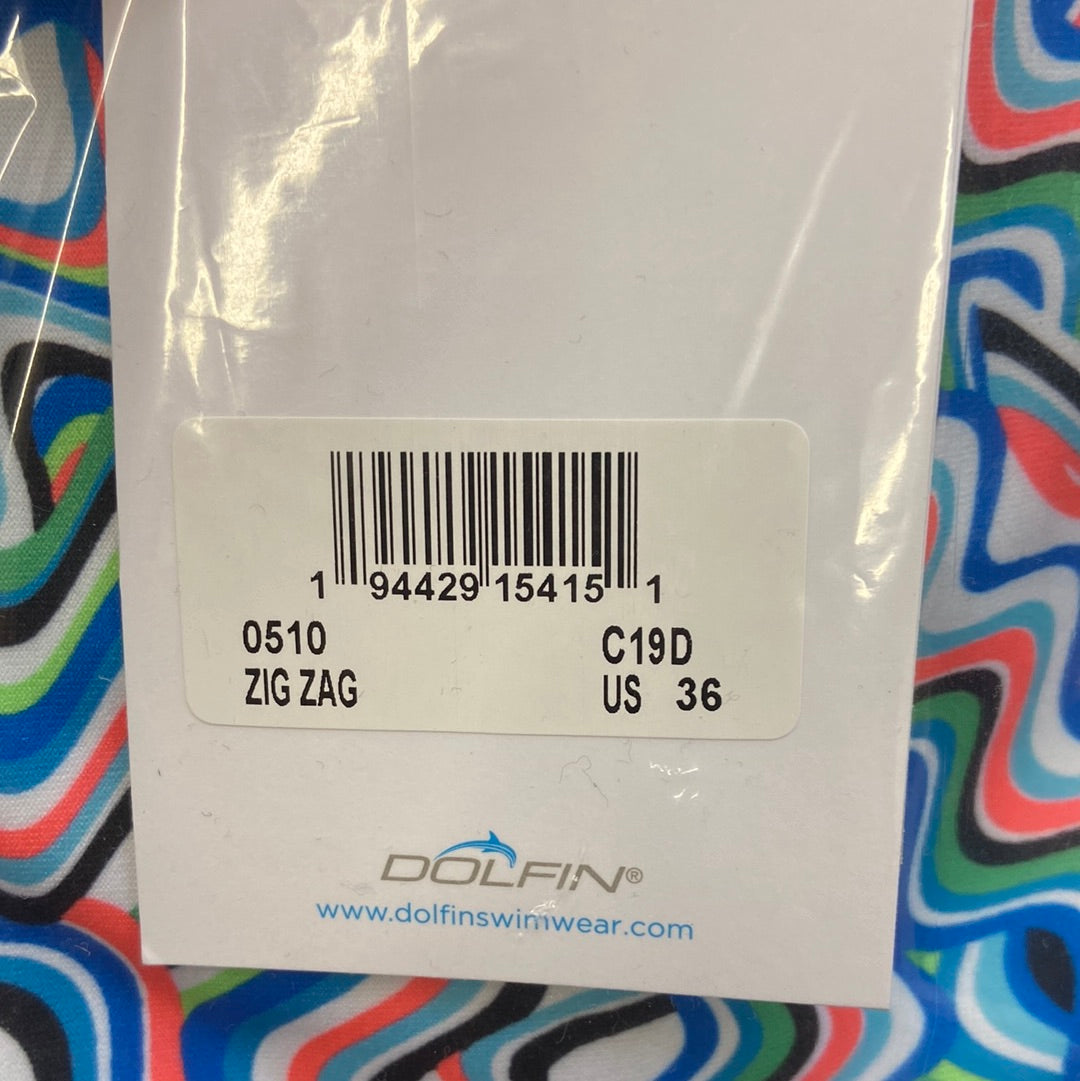 1 94429 15415 1
0510 C19D
ZIG ZAG US 36
DOLFIN®
www.dolfinswimwear.com